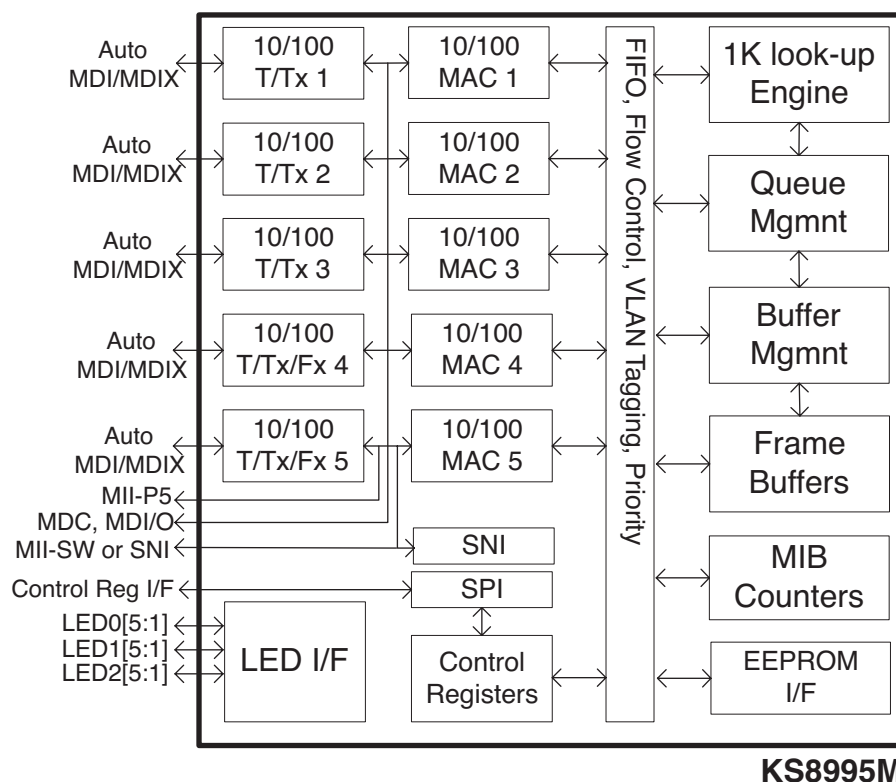 Auto
MDI/MDIX
10/100
T/Tx 1
10/100
MAC 1
FIFO, Flow Control, VLAN Tagging, Priority
1K look-up
Engine
Auto
MDI/MDIX
10/100
T/Tx 2
10/100
MAC 2
Queue
Mgmnt
Auto
MDI/MDIX
10/100
T/Tx 3
10/100
MAC 3
Auto
MDI/MDIX
10/100
T/Tx/Fx 4
10/100
MAC 4
Buffer
Mgmnt
Auto
MDI/MDIX
10/100
T/Tx/Fx 5
10/100
MAC 5
Frame
Buffers
MII-P5
MDC, MDI/O
MII-SW or SNI
SNI
MIB
Counters
Control Reg I/F
SPI
LED0[5:1]
LED1[5:1]
LED2[5:1]
LED I/F
Control
Registers
EEPROM
I/F
KS8995M